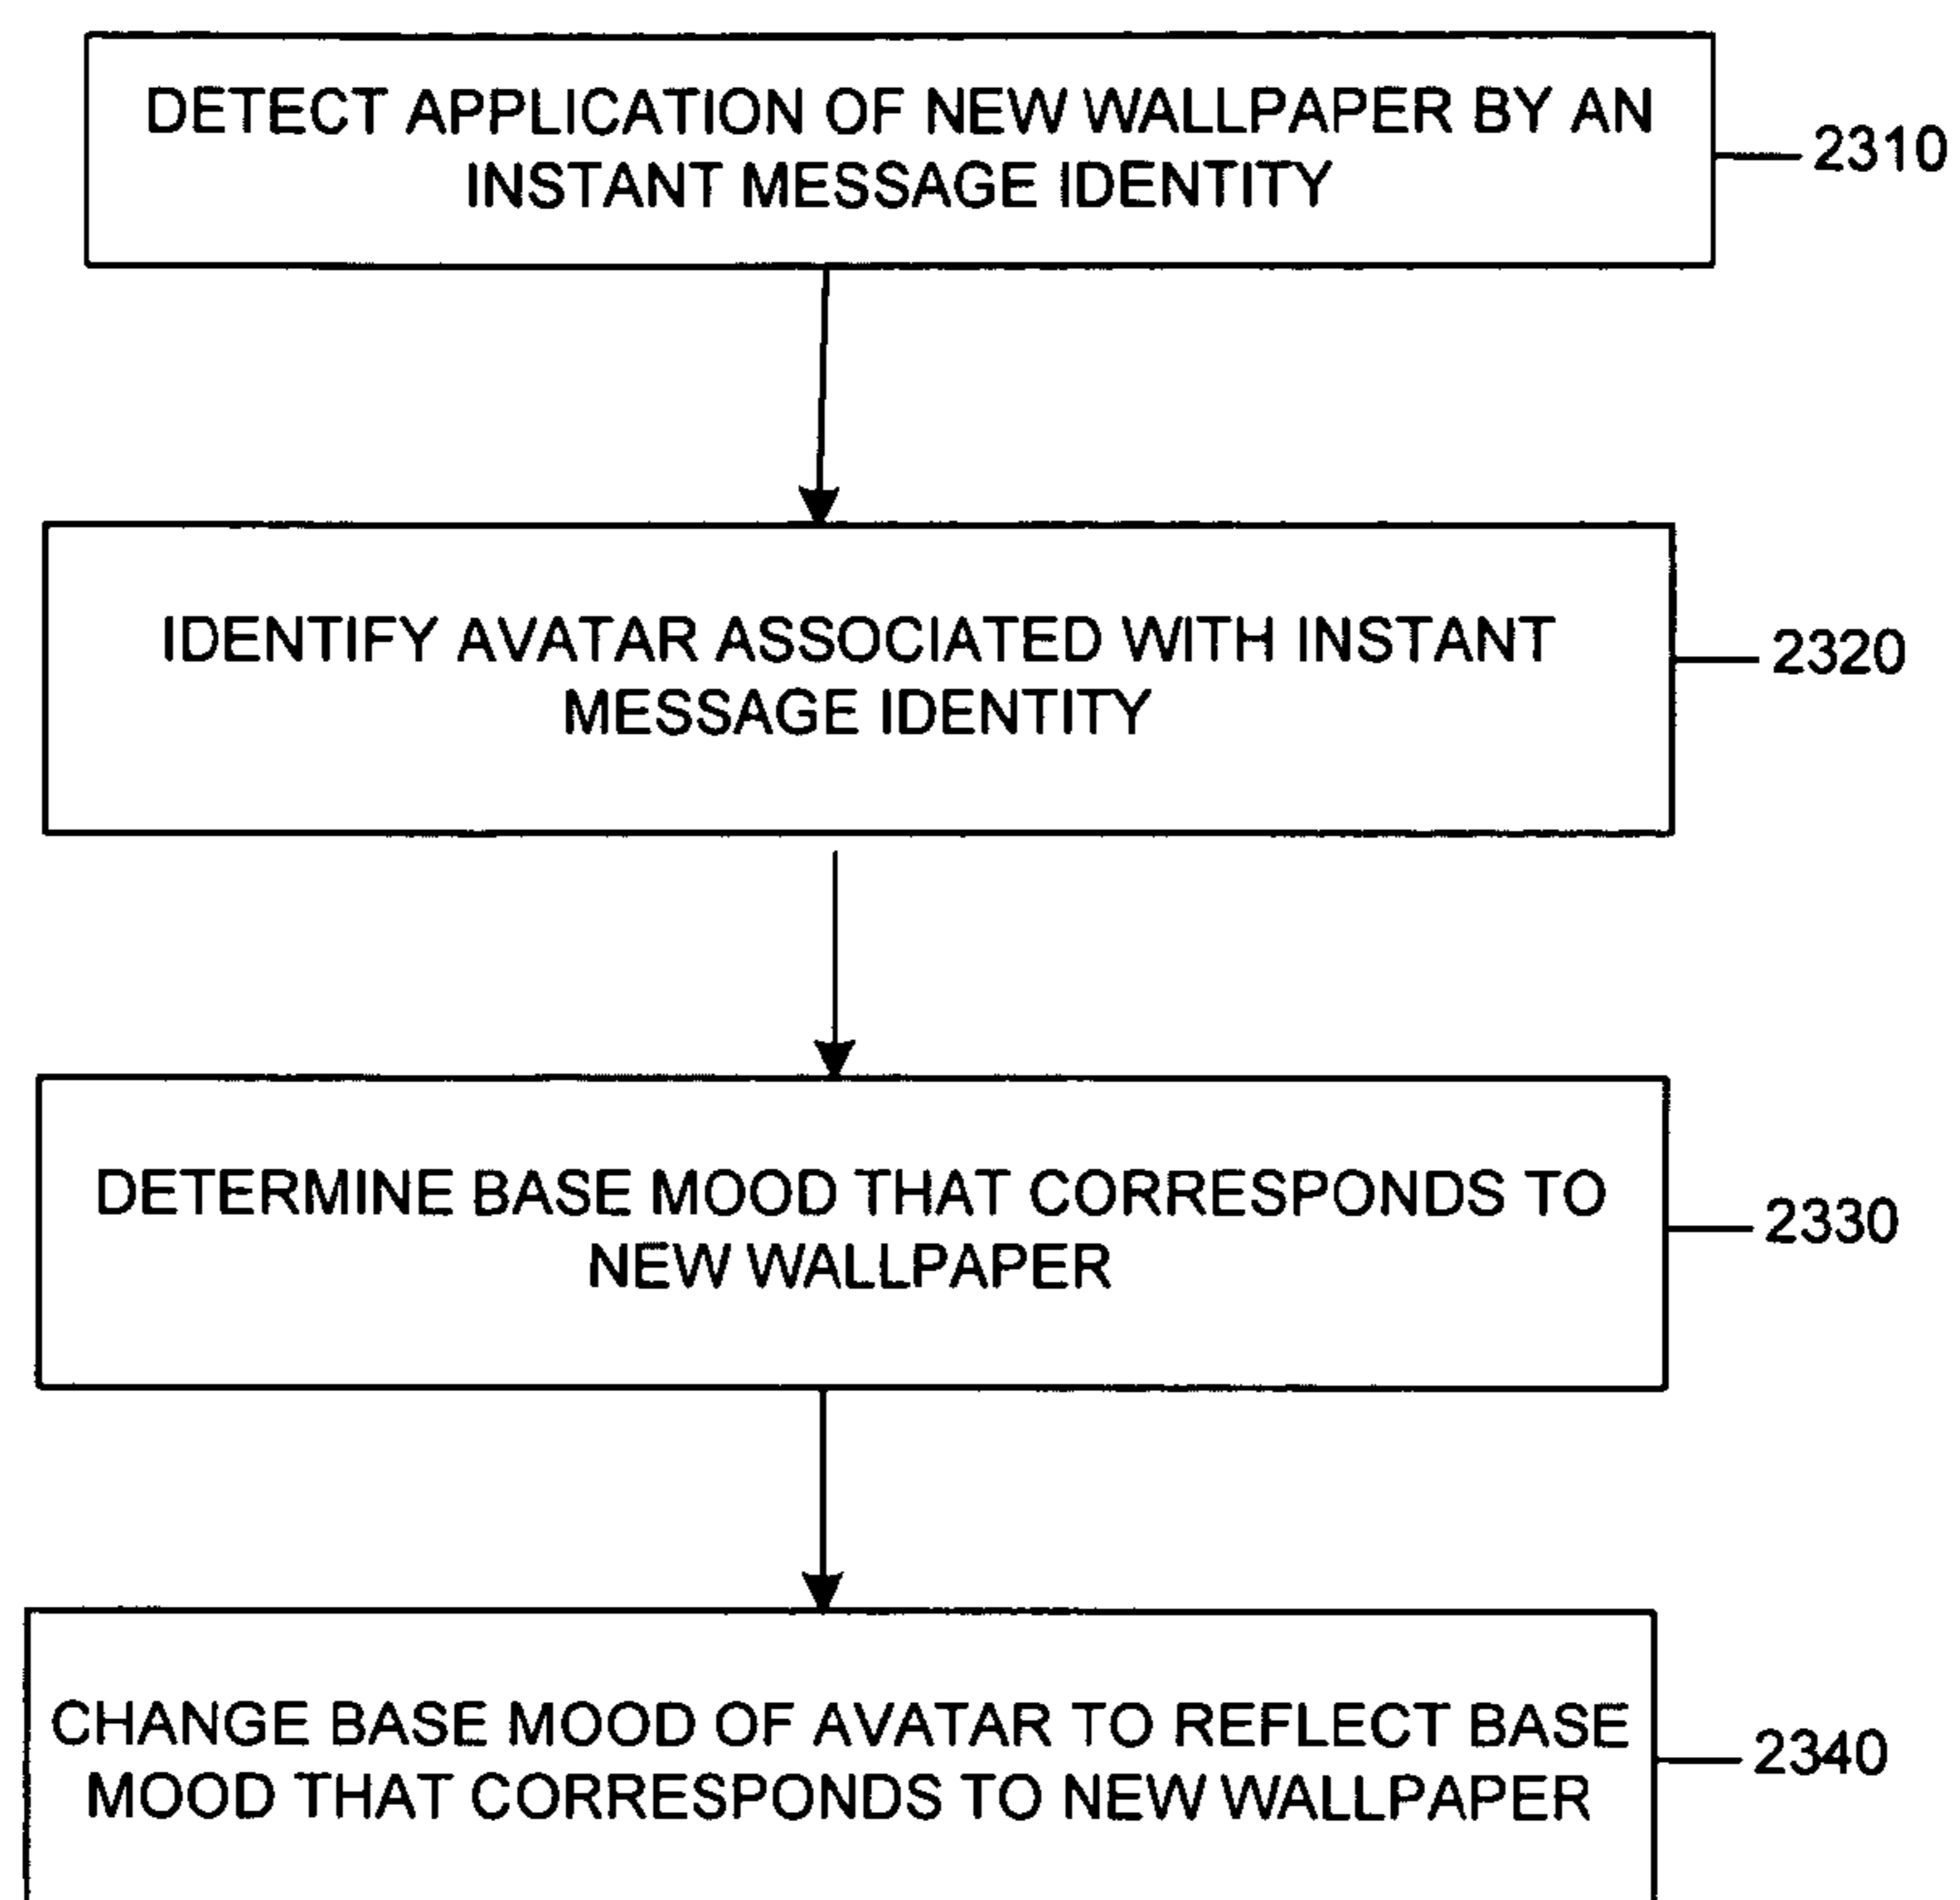 DETECT APPLICATION OF NEW WALLPAPER BY AN
INSTANT MESSAGE IDENTITY
2310
IDENTIFY AVATAR ASSOCIATED WITH INSTANT
MESSAGE IDENTITY
2320
DETERMINE BASE MOOD THAT CORRESPONDS TO
NEW WALLPAPER
2330
CHANGE BASE MOOD OF AVATAR TO REFLECT BASE
MOOD THAT CORRESPONDS TO NEW WALLPAPER
2340